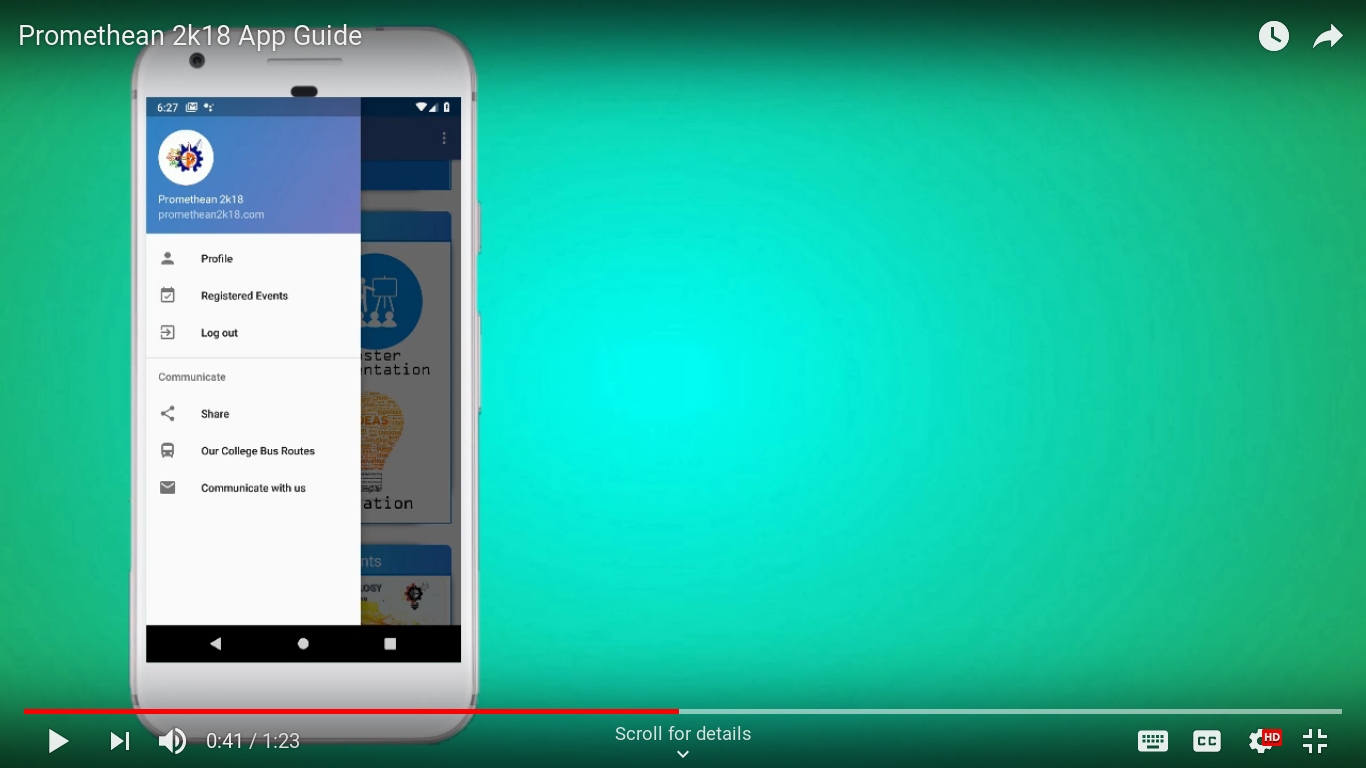 Promethean 2k18 App Guide
6:27
Promethean 2k18
promethean2k18.com
Profile
Registered Events
Log out
Communicate
Share
Our College Bus Routes
Communicate with us
ster
entation
IDEAS
ation
nts
LOGY
0:41 / 1:23
Scroll for details
CC
HD